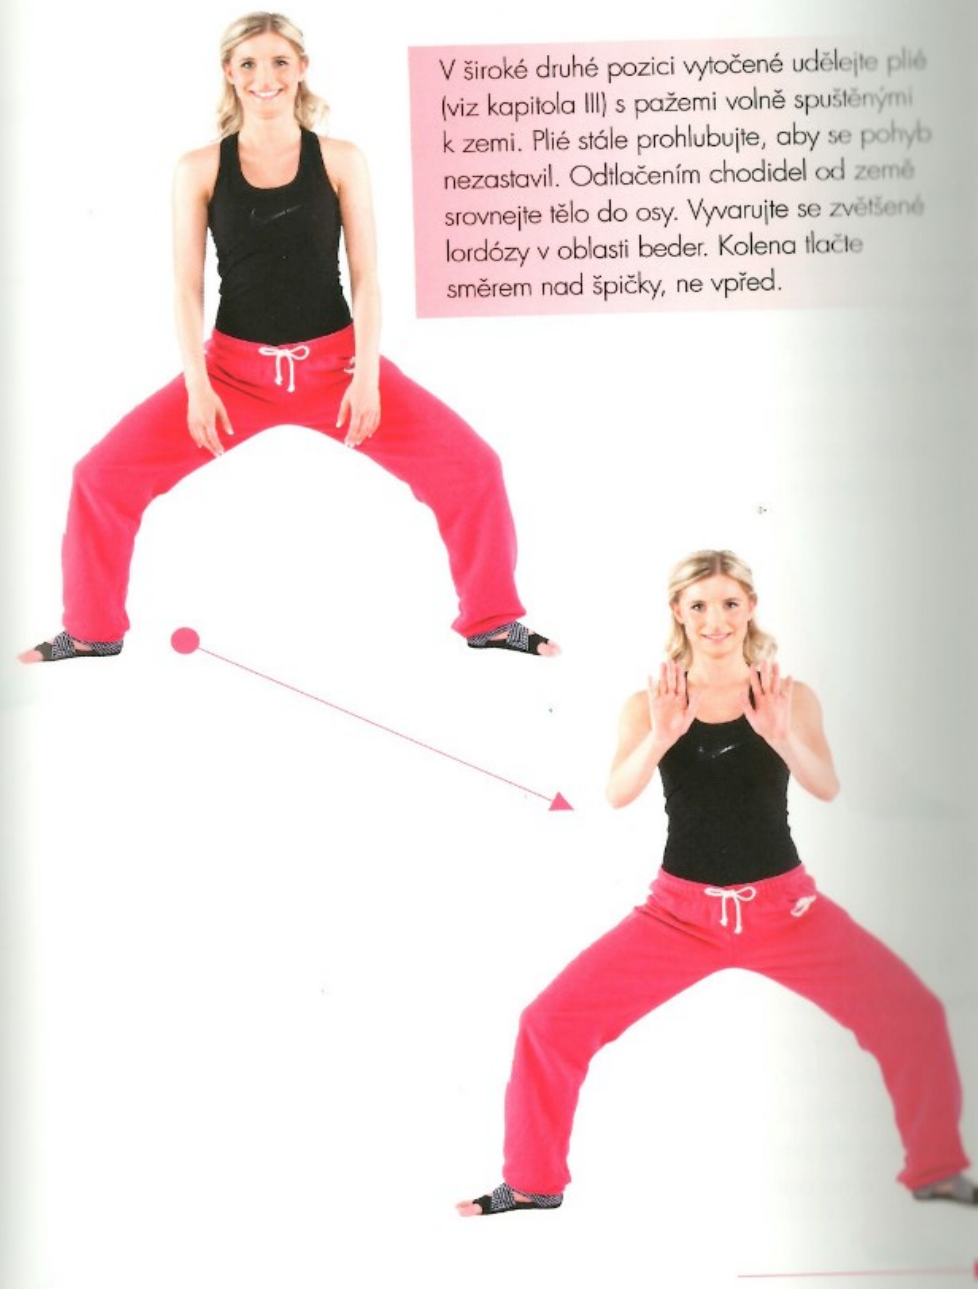 V široké druhé pozici vytočené udělejte plié
(viz kapitola III) s pažemi volně spuštěnými
k zemi. Plié stále prohlubujte, aby se pohyb
nezastavil. Odtlačením chodidel od země
srovnejte tělo do osy. Vyvarujte se zvětšené
lordózy v oblasti beder. Kolena tlačte
směrem nad špičky, ne vpřed.